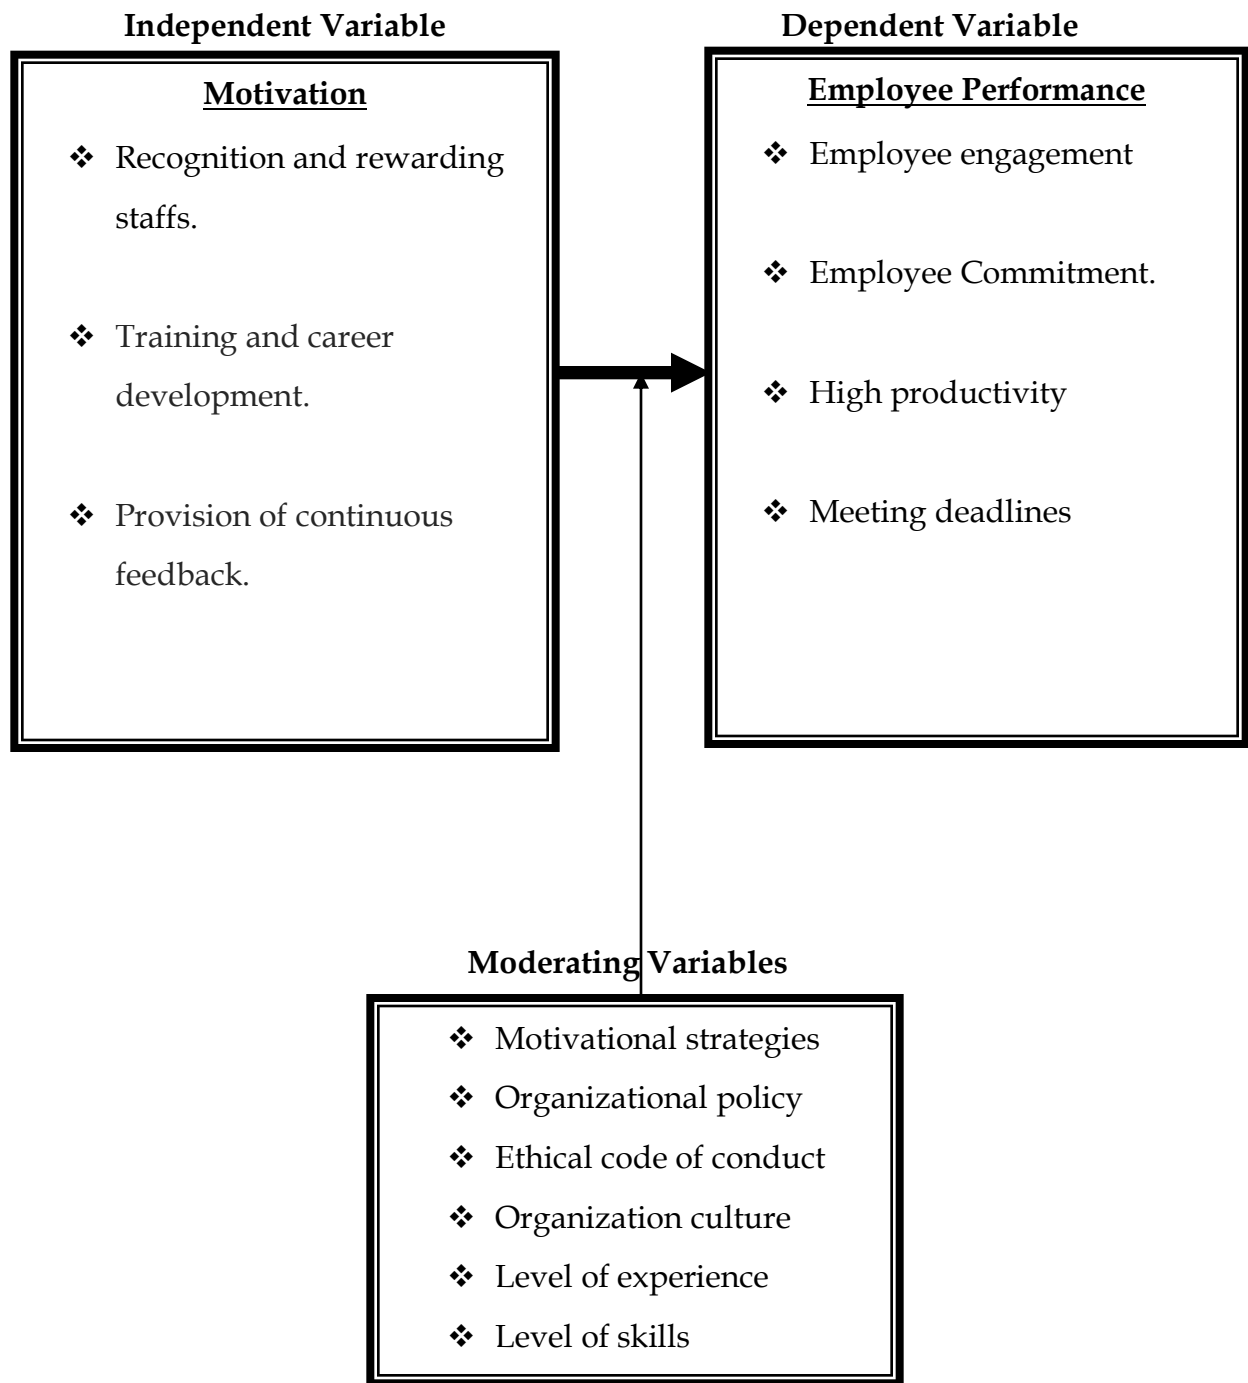 Independent Variable
Motivation
❖ Recognition and rewarding
staffs.
❖ Training and career
development.
❖ Provision of continuous
feedback.
Dependent Variable
Employee Performance
❖ Employee engagement
❖ Employee Commitment.
❖ High productivity
❖ Meeting deadlines
Moderating Variables
❖ Motivational strategies
❖ Organizational policy
❖ Ethical code of conduct
❖ Organization culture
❖ Level of experience
❖ Level of skills